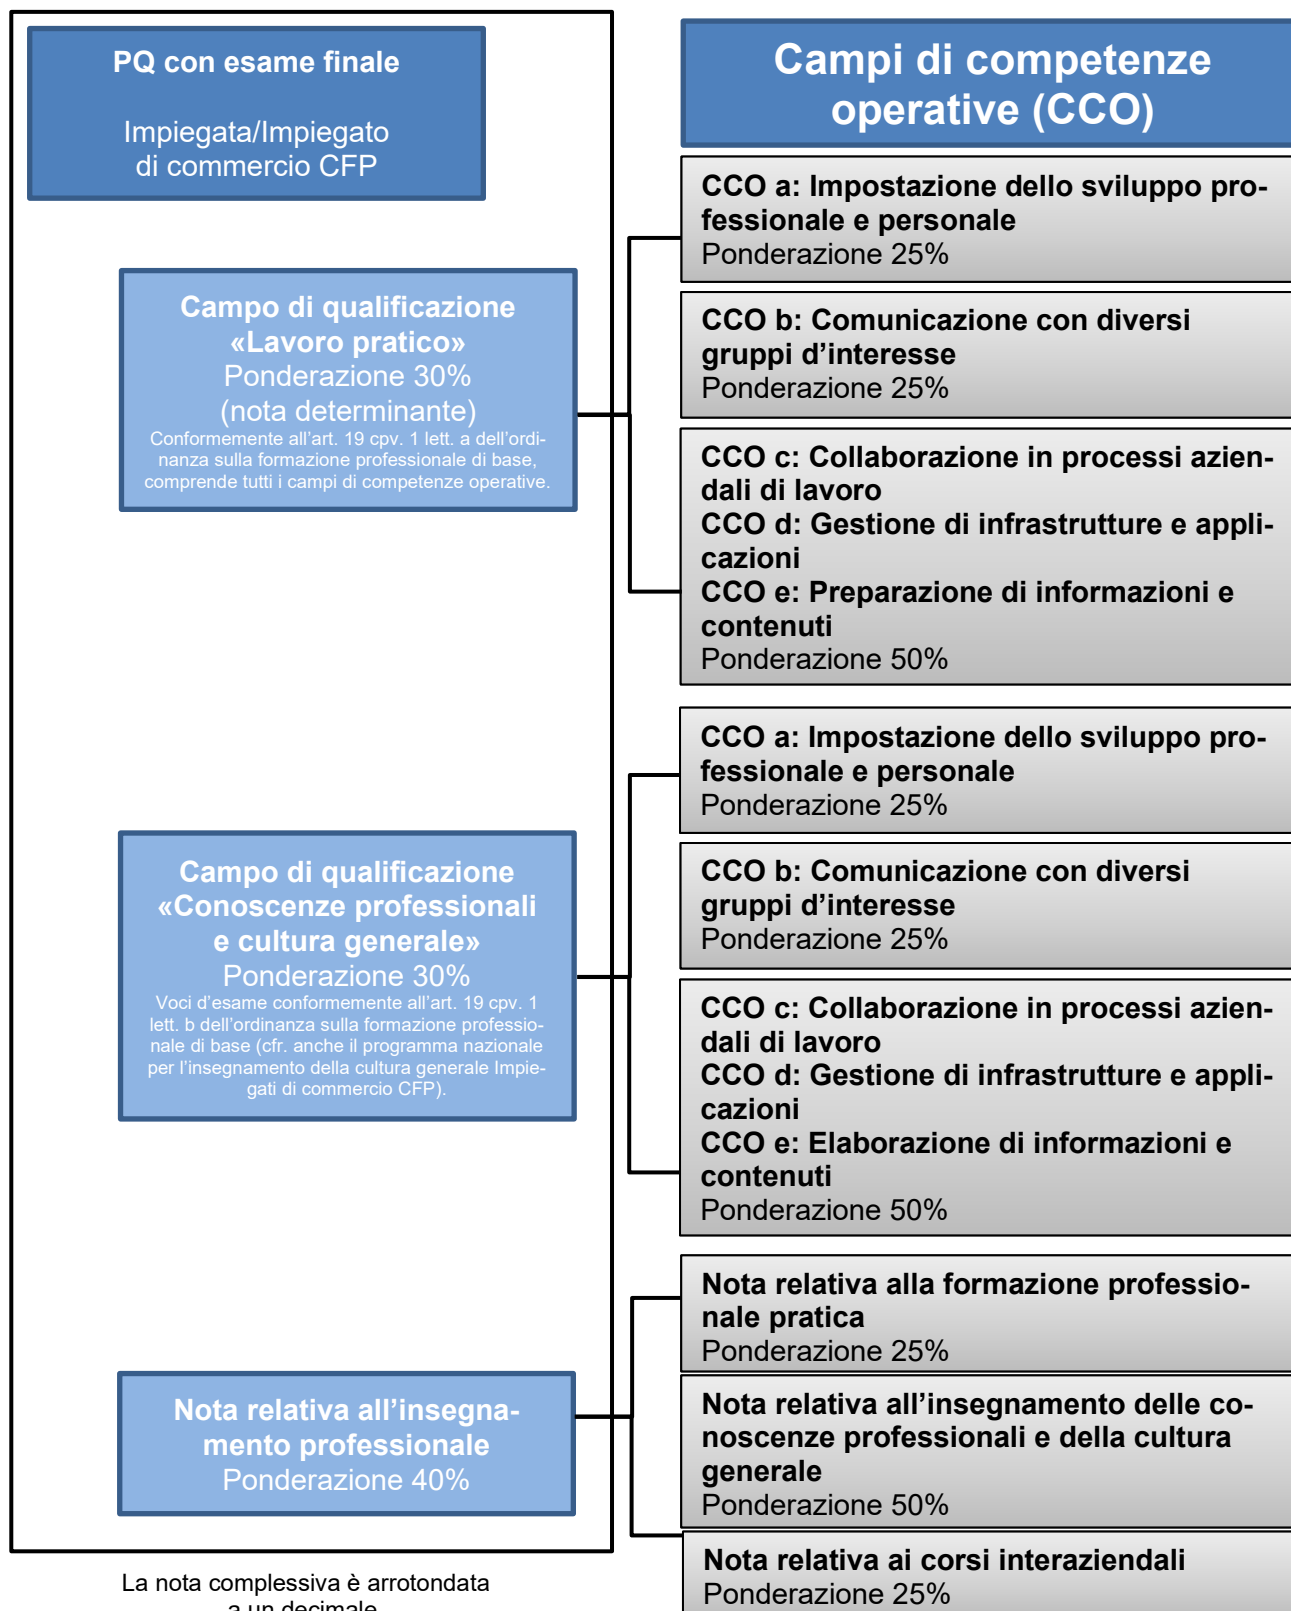 PQ con esame finale
Impiegata/Impiegato
di commercio CFP
Campi di competenze
operative (CCO)
Campo di qualificazione
«Lavoro pratico»
Ponderazione 30%
(nota determinante)
Conformemente all'art. 19 cpv. 1 lett. a dell'ordi-
nanza sulla formazione professionale di base,
comprende tutti i campi di competenze operative.
CCO a: Impostazione dello sviluppo pro-
fessionale e personale
Ponderazione 25%
CCO b: Comunicazione con diversi
gruppi d'interesse
Ponderazione 25%
CCO c: Collaborazione in processi azien-
dali di lavoro
CCO d: Gestione di infrastrutture e appli-
cazioni
CCO e: Preparazione di informazioni e
contenuti
Ponderazione 50%
Campo di qualificazione
«Conoscenze professionali
e cultura generale»
Ponderazione 30%
Voci d'esame conformemente all'art. 19 cpv. 1
lett. b dell'ordinanza sulla formazione professio-
nale di base (cfr. anche il programma nazionale
per l'insegnamento della cultura generale Impie-
gati di commercio CFP).
CCO a: Impostazione dello sviluppo pro-
fessionale e personale
Ponderazione 25%
CCO b: Comunicazione con diversi
gruppi d'interesse
Ponderazione 25%
CCO c: Collaborazione in processi azien-
dali di lavoro
CCO d: Gestione di infrastrutture e appli-
cazioni
CCO e: Elaborazione di informazioni e
contenuti
Ponderazione 50%
Nota relativa all'insegna-
mento professionale
Ponderazione 40%
Nota relativa alla formazione professio-
nale pratica
Ponderazione 25%
Nota relativa all'insegnamento delle co-
noscenze professionali e della cultura
generale
Ponderazione 50%
Nota relativa ai corsi interaziendali
Ponderazione 25%
La nota complessiva è arrotondata
a un decimale